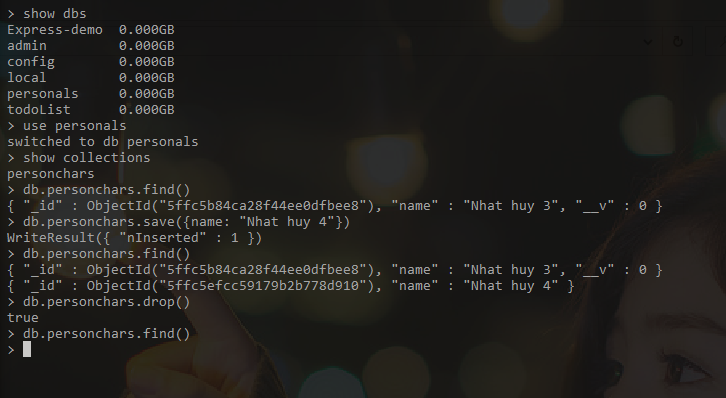 > show dbs
Express-demo  0.000GB
admin         0.000GB
config        0.000GB
local         0.000GB
personals     0.000GB
todoList      0.000GB
> use personals
switched to db personals
> show collections
personchars
> db.personchars.find()
{ "_id" : ObjectId("5ffc5b84ca28f44ee0dfbee8"), "name" : "Nhat huy 3", "__v" : 0 }
> db.personchars.save({name: "Nhat huy 4"})
WriteResult({ "nInserted" : 1 })
> db.personchars.find()
{ "_id" : ObjectId("5ffc5b84ca28f44ee0dfbee8"), "name" : "Nhat huy 3", "__v" : 0 }
{ "_id" : ObjectId("5ffc5efcc59179b2b778d910"), "name" : "Nhat huy 4" }
> db.personchars.drop()
true
> db.personchars.find()
>